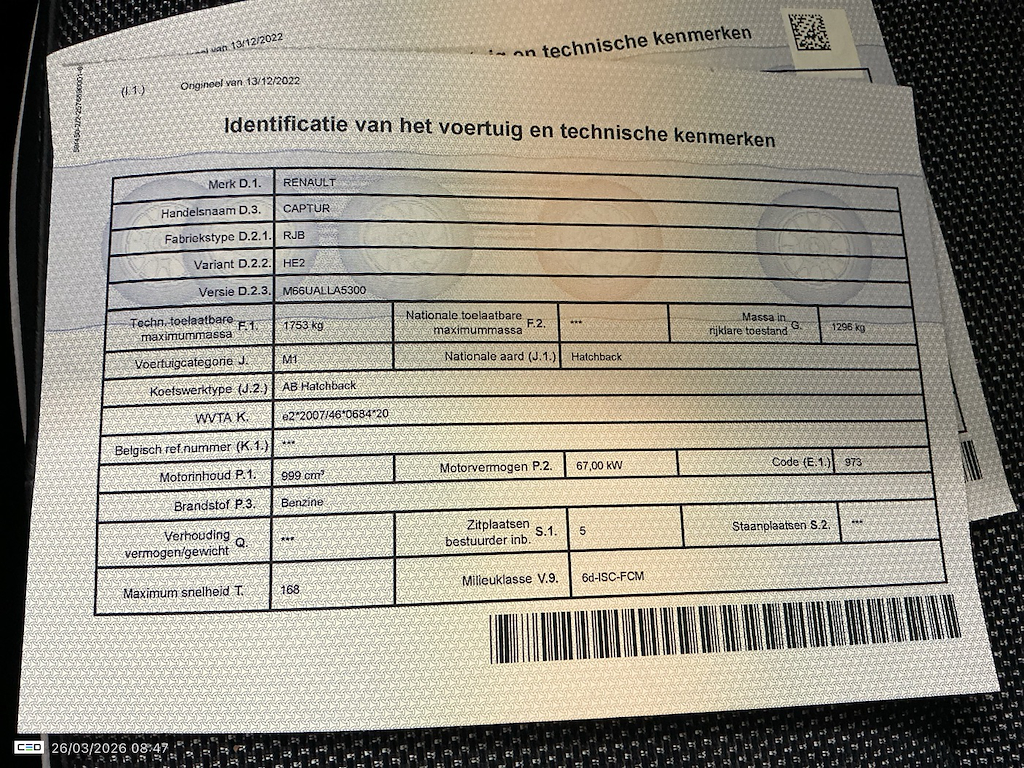 van 13/12/2022
en technische kenmerken
(I.1.)
Origineel van 13/12/2022
Identificatie van het voertuig en technische kenmerken
Merk D.1. RENAULT
Handelsnaam D.3. CAPTUR
Fabriekstype D.2.1. RJB
Variant D.2.2. HE2
Versie D.2.3. M66UALLA5300
Techn. toelaatbare maximummassa F.1. 1753 kg Nationale toelaatbare maximummassa F.2. *** Massa in rijklare toestand G. 1296 kg
Voertuigcategorie J. M1 Nationale aard (J.1.) Hatchback
Koetswerktype (J.2.) AB Hatchback
WVTA K. e2*2007/46*0684*20
Belgisch ref.nummer (K.1.) ***
Motorinhoud P.1. 999 cm³ Motorvermogen P.2. 67,00 kW Code (E.1.) 973
Brandstof P.3. Benzine
Verhouding vermogen/gewicht Q. *** Zitplaatsen bestuurder inb. S.1. 5 Staanplaatsen S.2. ***
Maximum snelheid T. 168 Milieuklasse V.9. 6d-ISC-FCM
CEO 26/03/2026 08:47